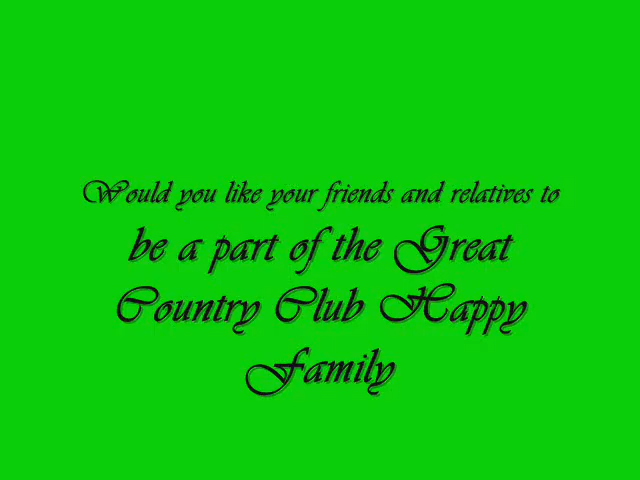 Would you like your friends and relatives to
be a part of the Great
Country Club Happy
Family